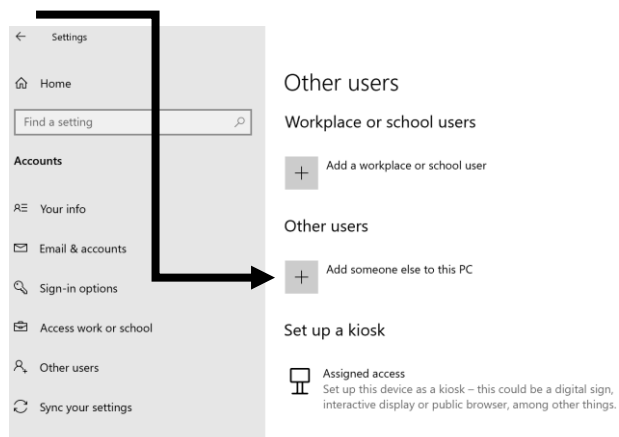 Settings
Home
Find a setting
Accounts
Your info
Email & accounts
Sign-in options
Access work or school
Other users
Sync your settings
Other users
Workplace or school users
Add a workplace or school user
Other users
Add someone else to this PC
Set up a kiosk
Assigned access
Set up this device as a kiosk – this could be a digital sign,
interactive display or public browser, among other things.